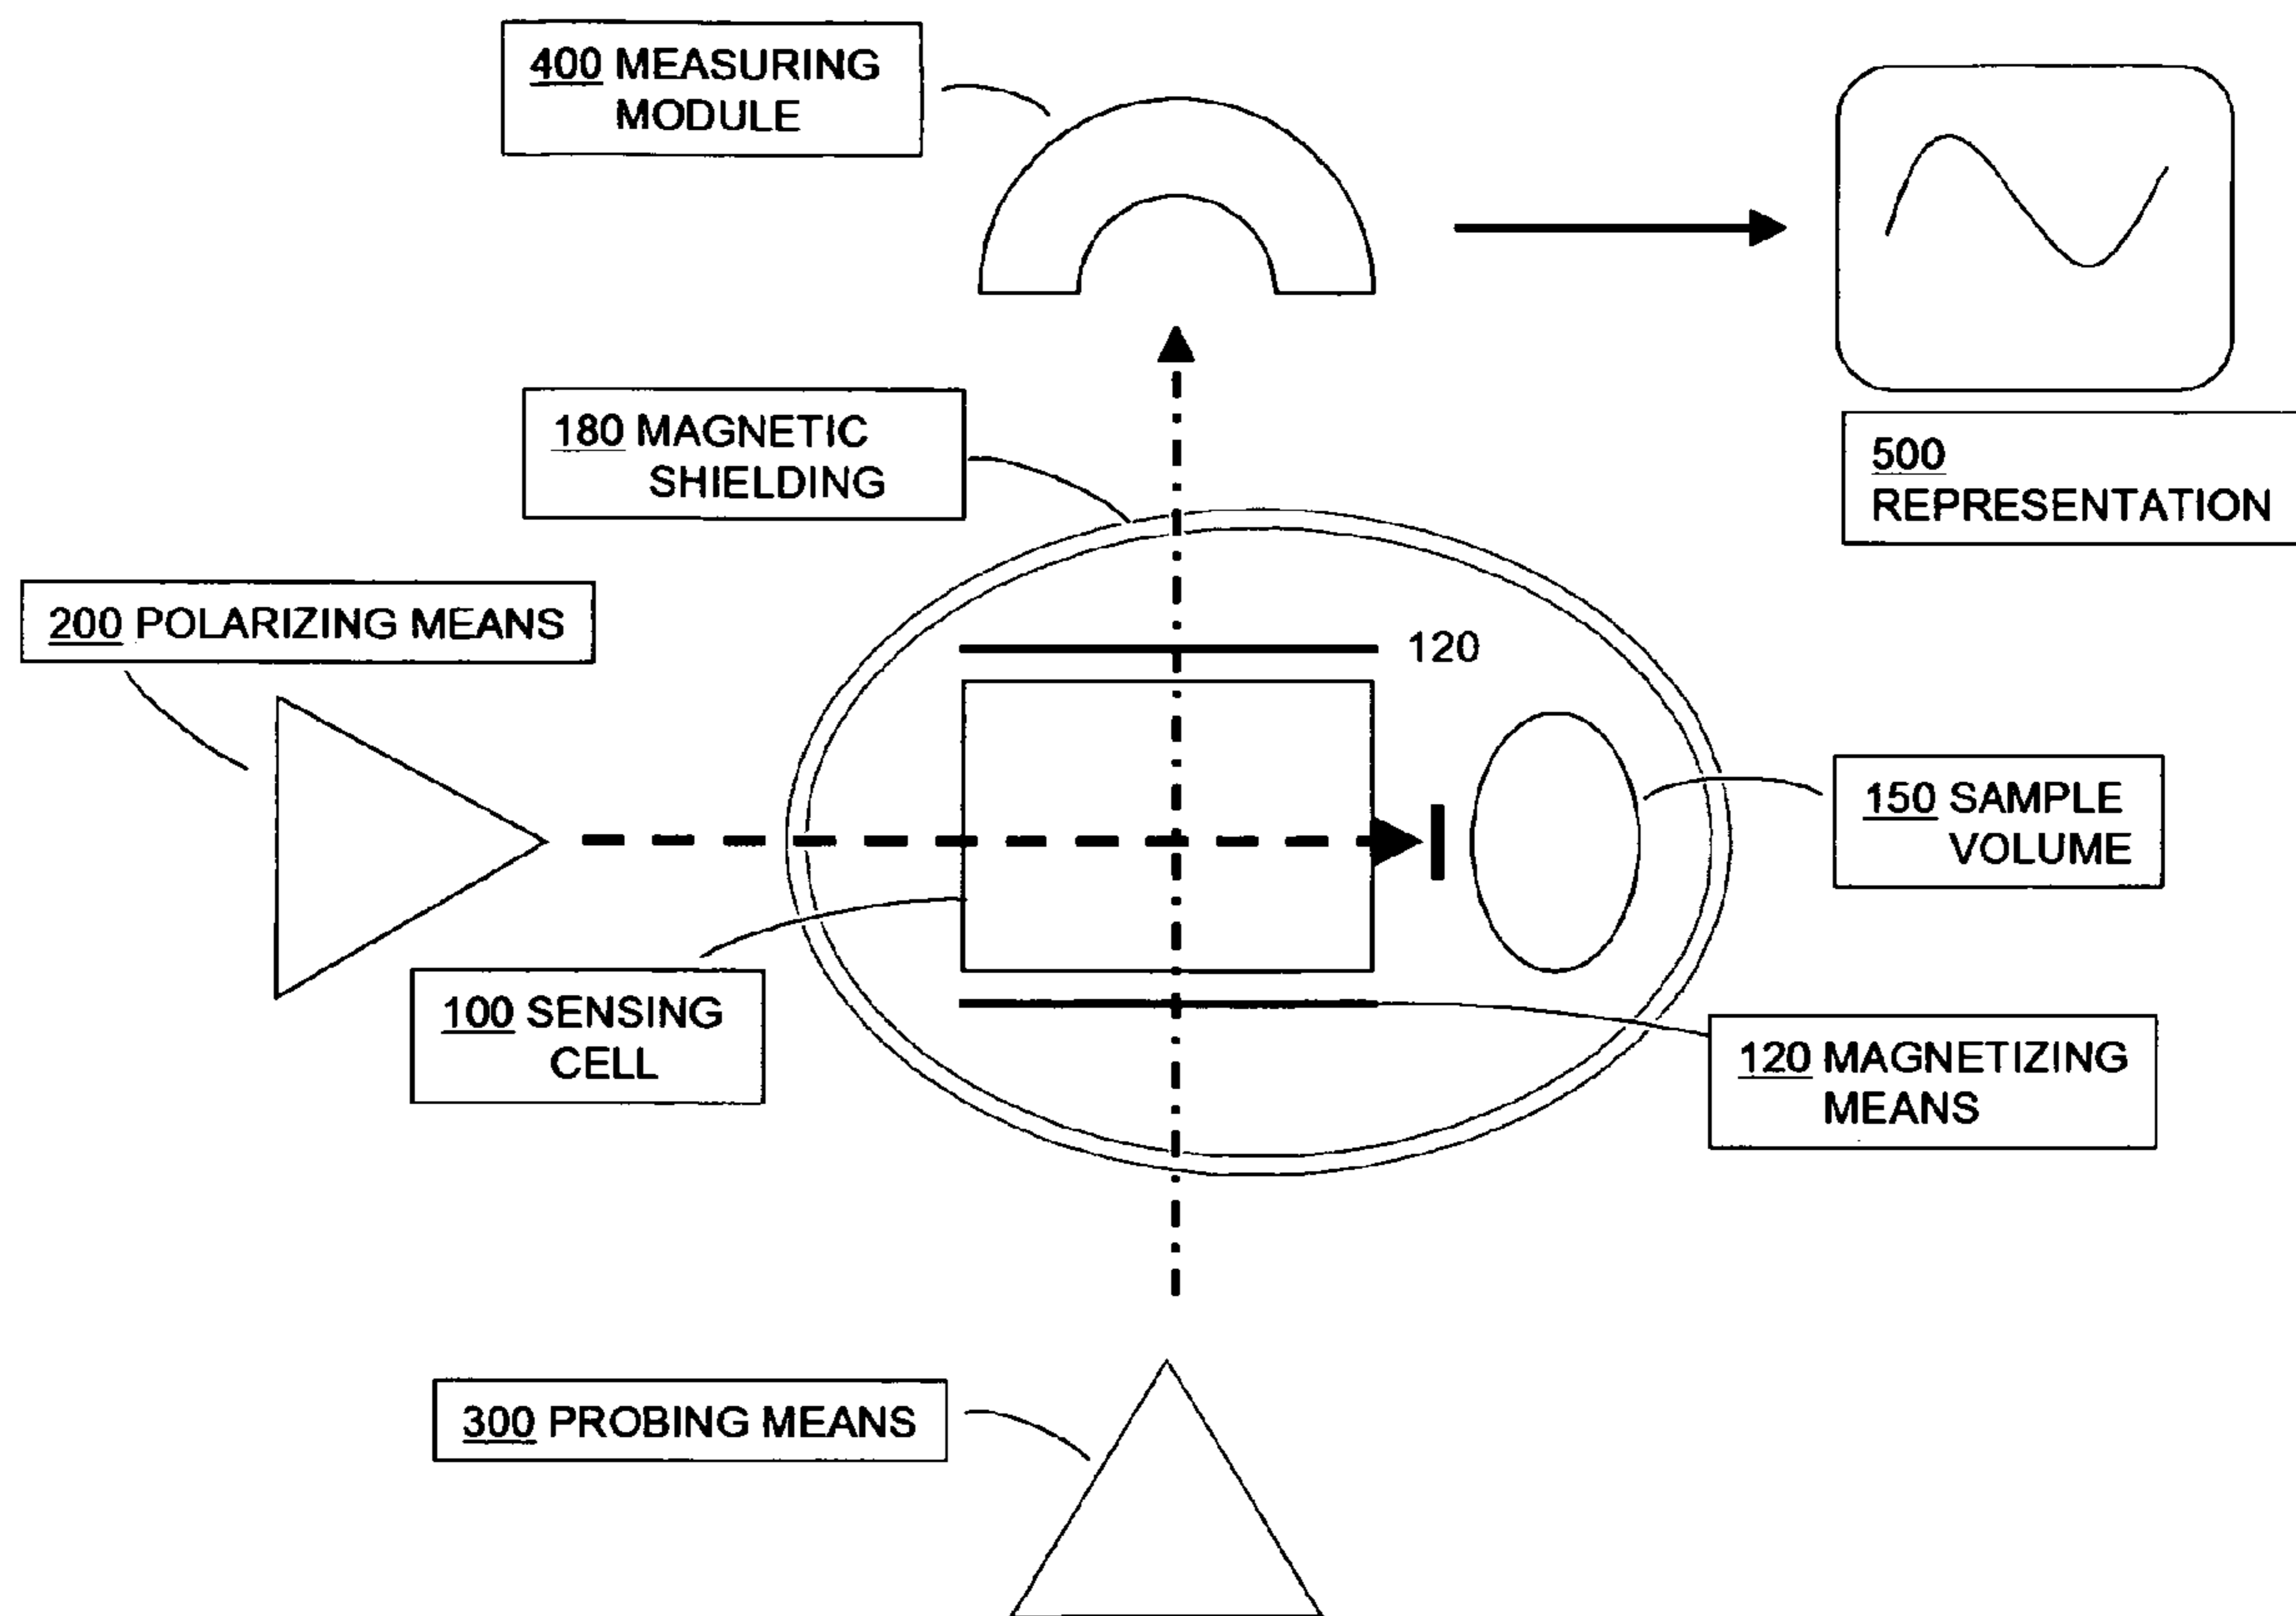 400 MEASURING
MODULE
180 MAGNETIC
SHIELDING
500
REPRESENTATION
200 POLARIZING MEANS
120
150 SAMPLE
VOLUME
100 SENSING
CELL
120 MAGNETIZING
MEANS
300 PROBING MEANS